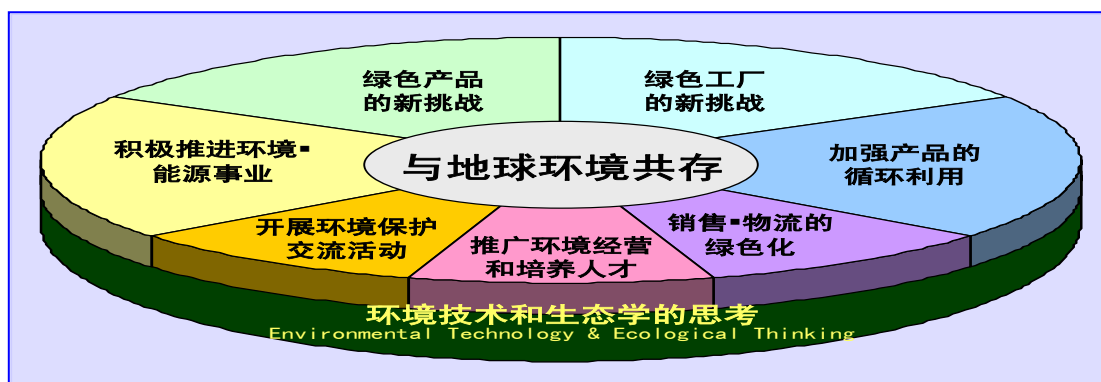 绿色产品
的新挑战
绿色工厂
的新挑战
积极推进环境·
能源事业
与地球环境共存
加强产品的
循环利用
开展环境保护
交流活动
推广环境经营
和培养人才
销售·物流的
绿色化
环境技术和生态学的思考
Environmental Technology & Ecological Thinking